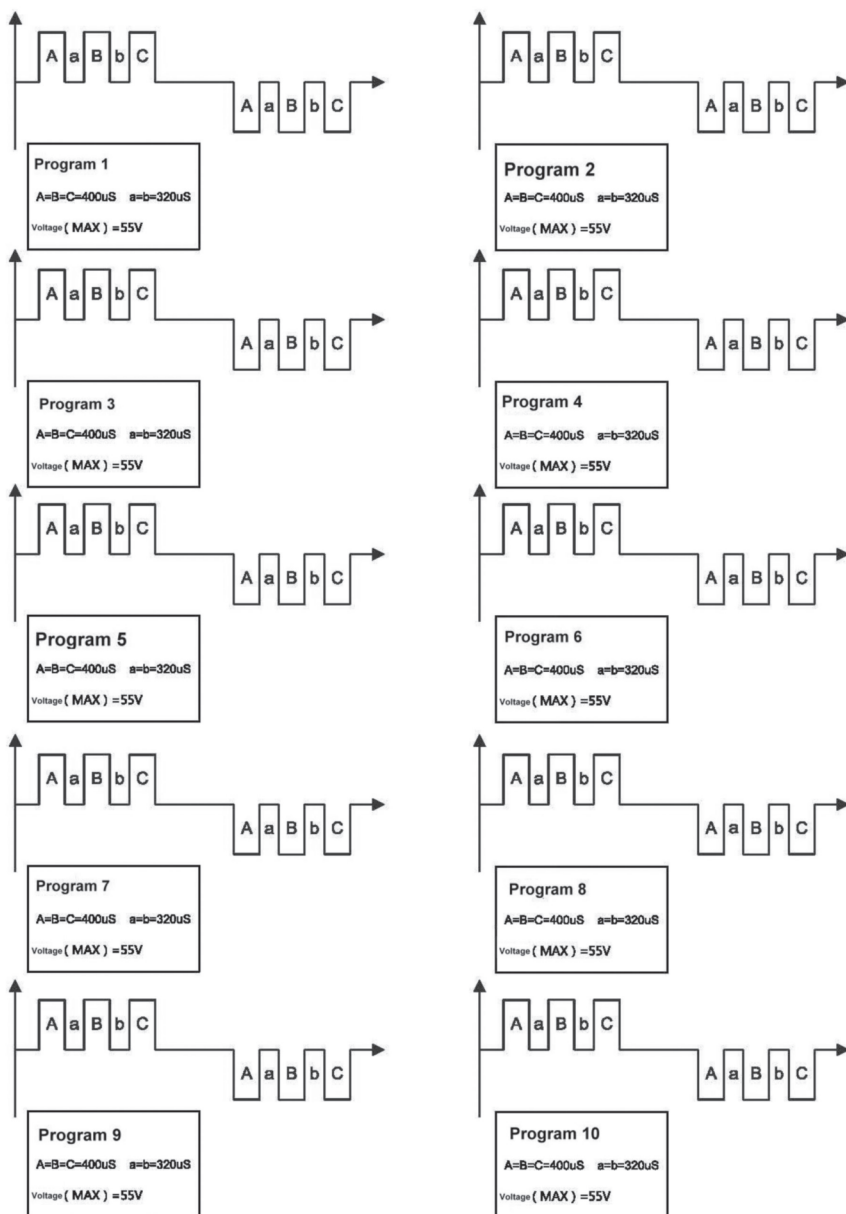 A a B b C
A a B b C
Program 1
A=B=C=400uS a=b=320uS
Voltage ( MAX ) =55V
A a B b C
A a B b C
Program 2
A=B=C=400uS a=b=320uS
Voltage ( MAX ) =55V
A a B b C
A a B b C
Program 3
A=B=C=400uS a=b=320uS
Voltage ( MAX ) =55V
A a B b C
A a B b C
Program 4
A=B=C=400uS a=b=320uS
Voltage ( MAX ) =55V
A a B b C
A a B b C
Program 5
A=B=C=400uS a=b=320uS
Voltage ( MAX ) =55V
A a B b C
A a B b C
Program 6
A=B=C=400uS a=b=320uS
Voltage ( MAX ) =55V
A a B b C
A a B b C
Program 7
A=B=C=400uS a=b=320uS
Voltage ( MAX ) =55V
A a B b C
A a B b C
Program 8
A=B=C=400uS a=b=320uS
Voltage ( MAX ) =55V
A a B b C
A a B b C
Program 9
A=B=C=400uS a=b=320uS
Voltage ( MAX ) =55V
A a B b C
A a B b C
Program 10
A=B=C=400uS a=b=320uS
Voltage ( MAX ) =55V